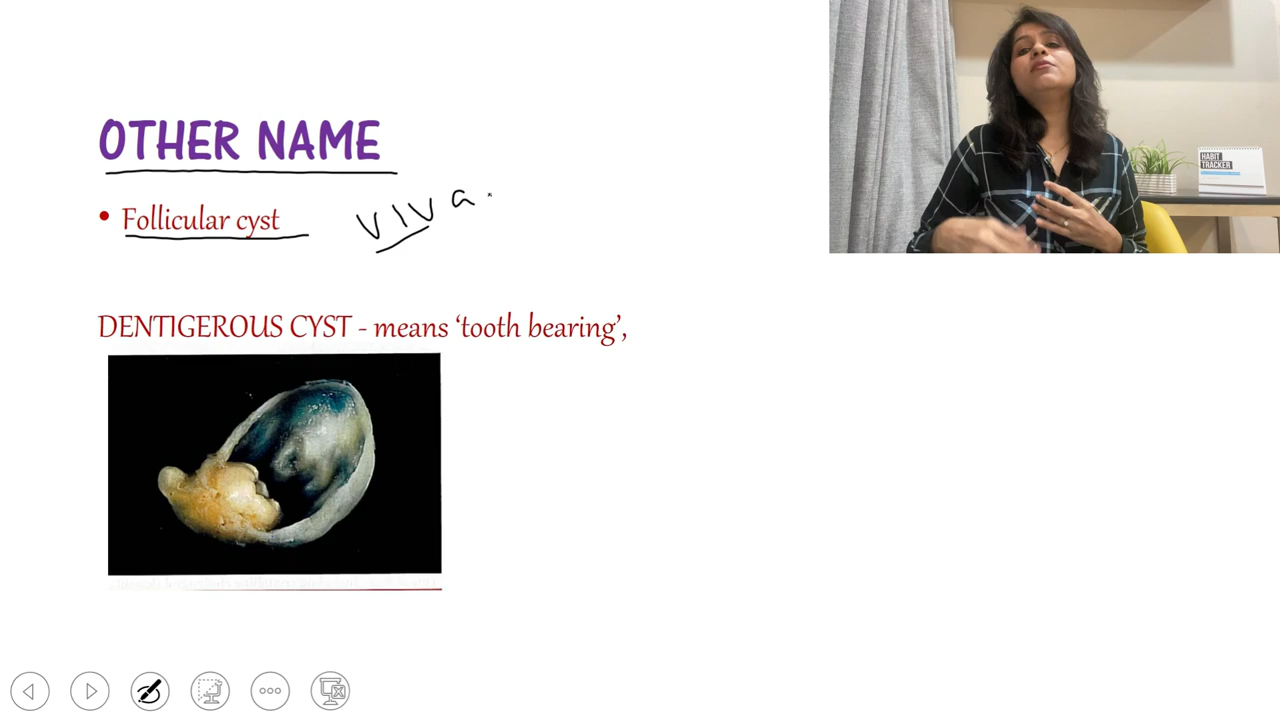 OTHER NAME
• Follicular cyst
viva
DENTIGEROUS CYST - means ‘tooth bearing’,
HABIT
TRACKER